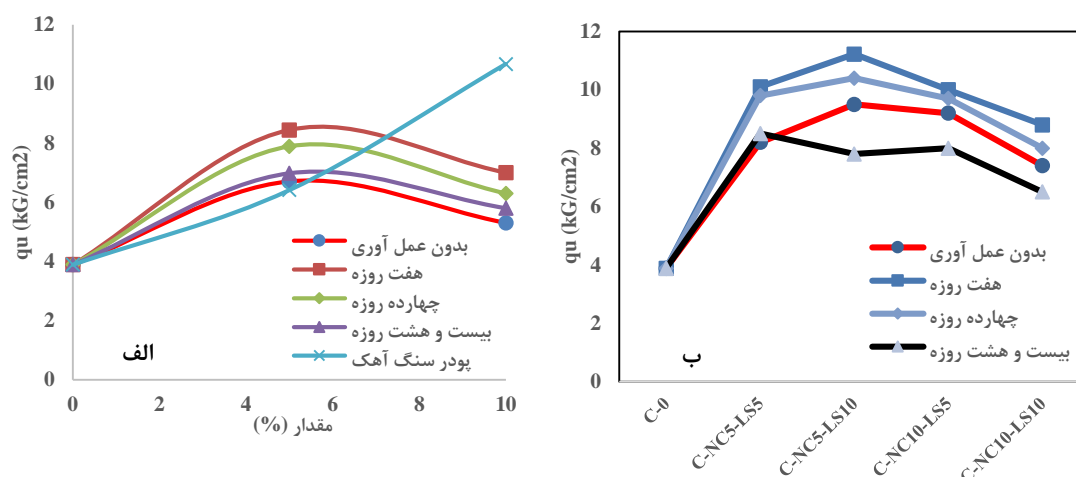 12
10
8
6
4
2
0
qu (kG/cm2)
0
2
4
6
8
10
مقدار (%)
بدون عمل آوری
هفت روزه
چهارده روزه
بیست و هشت روزه
پودر سنگ آهک
الف
12
10
8
6
4
2
0
qu (kG/cm2)
C-0
C-NC5-LS5
C-NC5-LS10
C-NC10-LS5
C-NC10-LS10
بدون عمل آوری
هفت روزه
چهارده روزه
بیست و هشت روزه
ب